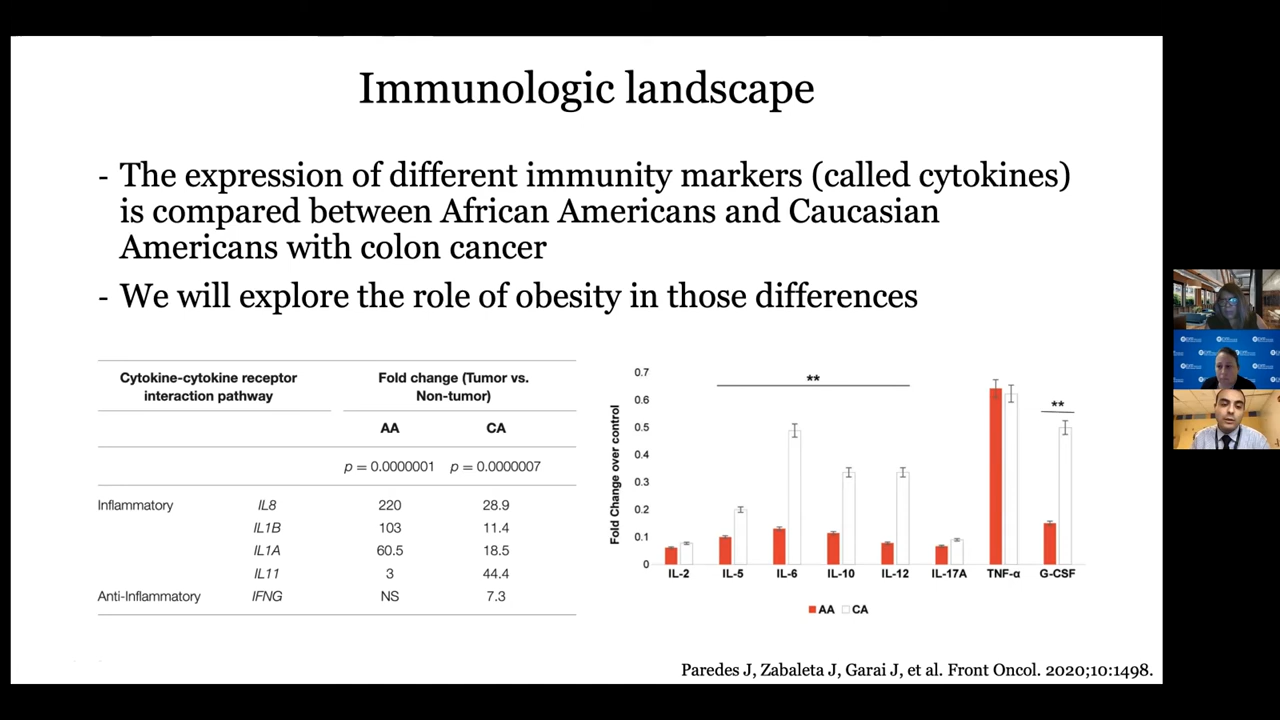 Immunologic landscape
- The expression of different immunity markers (called cytokines)
is compared between African Americans and Caucasian
Americans with colon cancer
- We will explore the role of obesity in those differences
Cytokine-cytokine receptor
interaction pathway
Fold change (Tumor vs.
Non-tumor)
AA CA
p = 0.0000001 p = 0.0000007
Inflammatory IL8 220 28.9
IL1B 103 11.4
IL1A 60.5 18.5
IL11 3 44.4
Anti-Inflammatory IFNG NS 7.3
Fold Change over control
0.7
0.6
0.5
0.4
0.3
0.2
0.1
0
**
**
IL-2 IL-5 IL-6 IL-10 IL-12 IL-17A TNF-α G-CSF
AA CA
Paredes J, Zabaleta J, Garai J, et al. Front Oncol. 2020;10:1498.